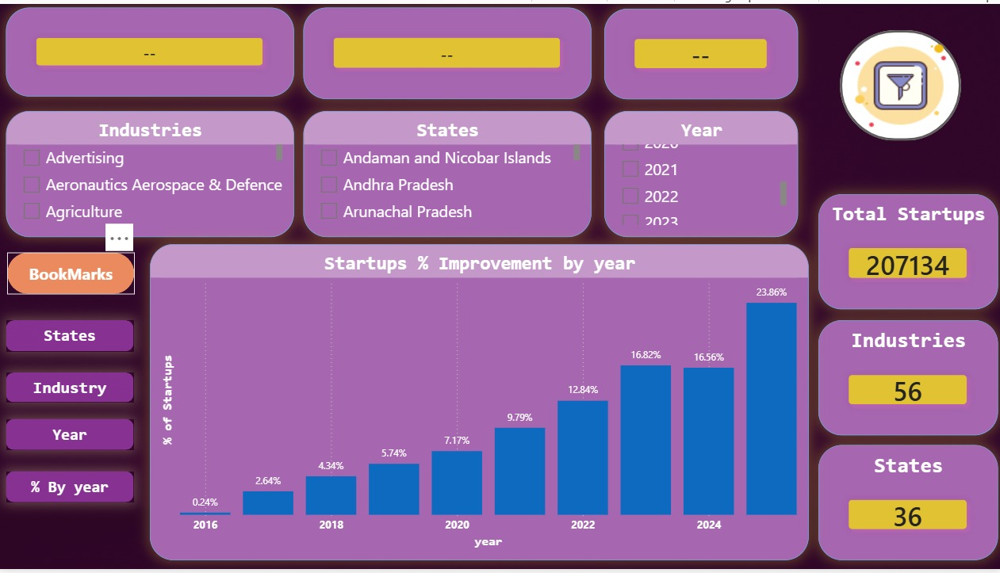 --
--
--
Industries
Advertising
Aeronautics Aerospace & Defence
Agriculture
States
Andaman and Nicobar Islands
Andhra Pradesh
Arunachal Pradesh
Year
2020
2021
2022
2023
...
BookMarks
States
Industry
Year
% By year
Startups % Improvement by year
% of Startups
0.24%
2.64%
4.34%
5.74%
7.17%
9.79%
12.84%
16.82%
16.56%
23.86%
2016
2018
2020
2022
2024
year
Total Startups
207134
Industries
56
States
36